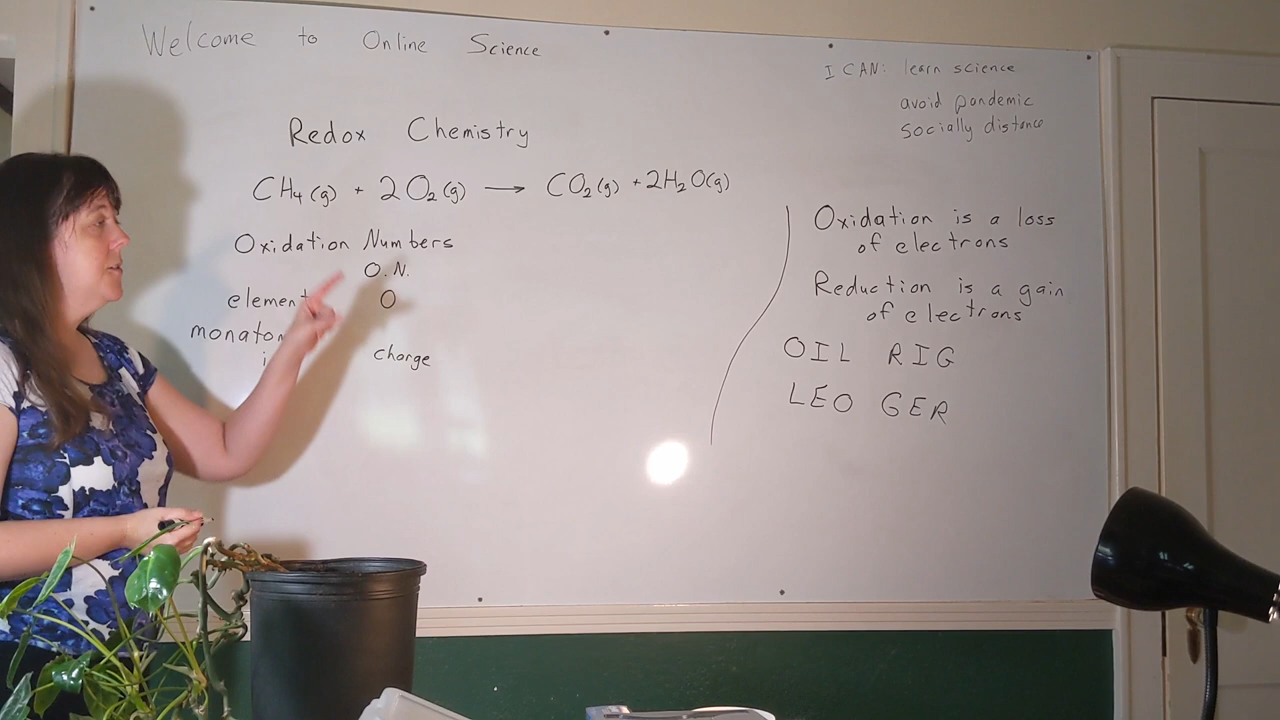 Welcome to Online Science
I CAN: learn science
avoid pandemic
socially distance
Redox Chemistry
CH₄(g) + 2O₂(g) → CO₂(g) + 2H₂O(g)
Oxidation Numbers
O.N.
element 0
charge
Oxidation is a loss
of electrons
Reduction is a gain
of electrons
OIL RIG
LEO GER